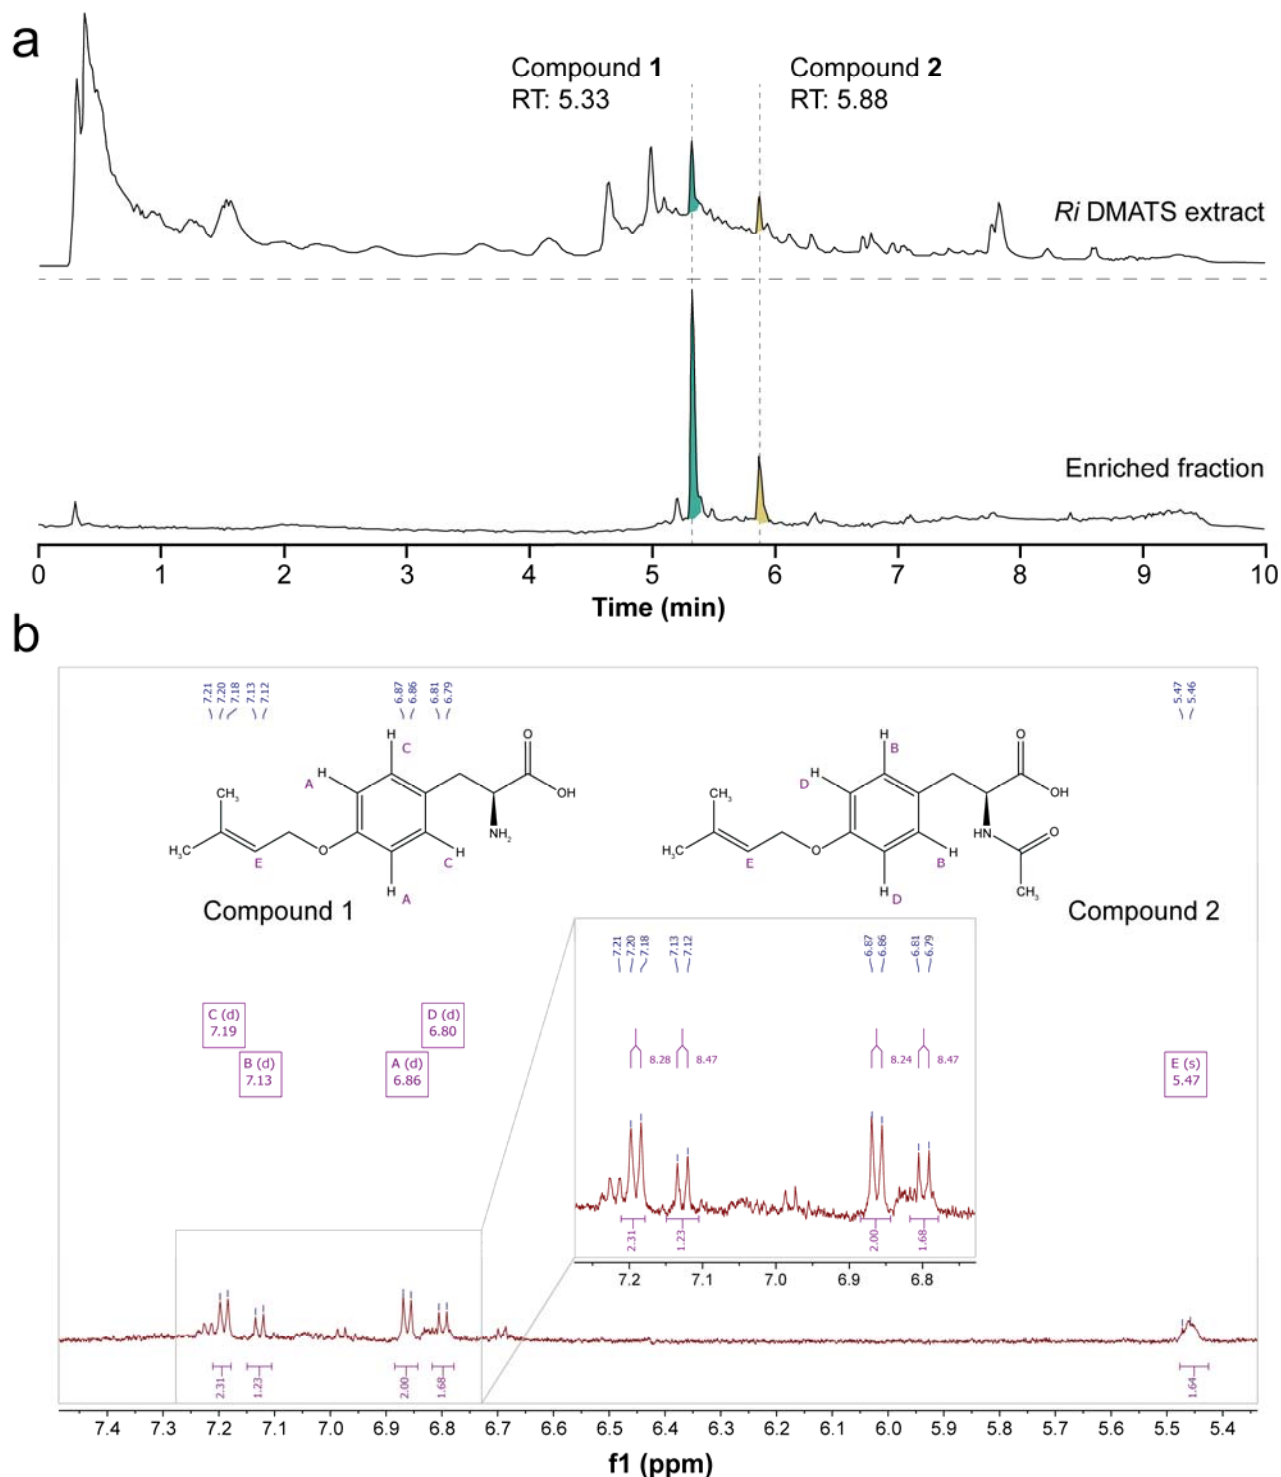 a
Compound 1
RT: 5.33
Compound 2
RT: 5.88
Ri DMATS extract
Enriched fraction
0 1 2 3 4 5 6 7 8 9 10
Time (min)
b
7.21 7.20 7.18 7.13 7.12 6.87 6.86 6.81 6.79 5.47 5.46
H
C
O
H
A
OH
CH₃
NH₂
H₃C
E
O
H
C
H
A
Compound 1
H
B
O
H
D
OH
CH₃
HN
O
H₃C
E
O
H
B
H
D
CH₃
Compound 2
7.21 7.20 7.18 7.13 7.12 6.87 6.86 6.81 6.79
C (d)
7.19
D (d)
6.80
B (d)
7.13
A (d)
6.86
E (s)
5.47
8.28 8.47 8.24 8.47
2.31 1.23 2.00 1.68
7.2 7.1 7.0 6.9 6.8
2.31 1.23 2.00 1.68 1.64
7.4 7.3 7.2 7.1 7.0 6.9 6.8 6.7 6.6 6.5 6.4 6.3 6.2 6.1 6.0 5.9 5.8 5.7 5.6 5.5 5.4
f1 (ppm)